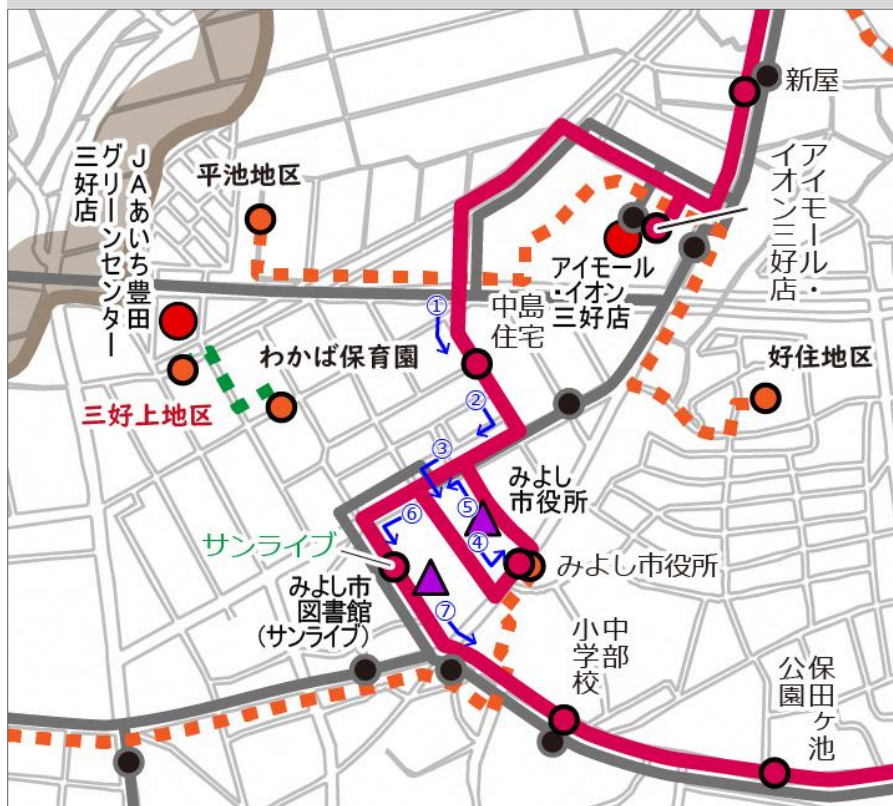 新屋
アイモール・
イオン三好店
JAあいち豊田
グリーンセンター
三好店
平池地区
アイモール
・イオン
三好店
中島
住宅
①
わかば保育園
好住地区
三好上地区
②
③
みよし
市役所
⑤
⑥
④
サンライブ
みよし市役所
みよし市
図書館
(サンライブ)
⑦
中部
小学校
保田ヶ池
公園